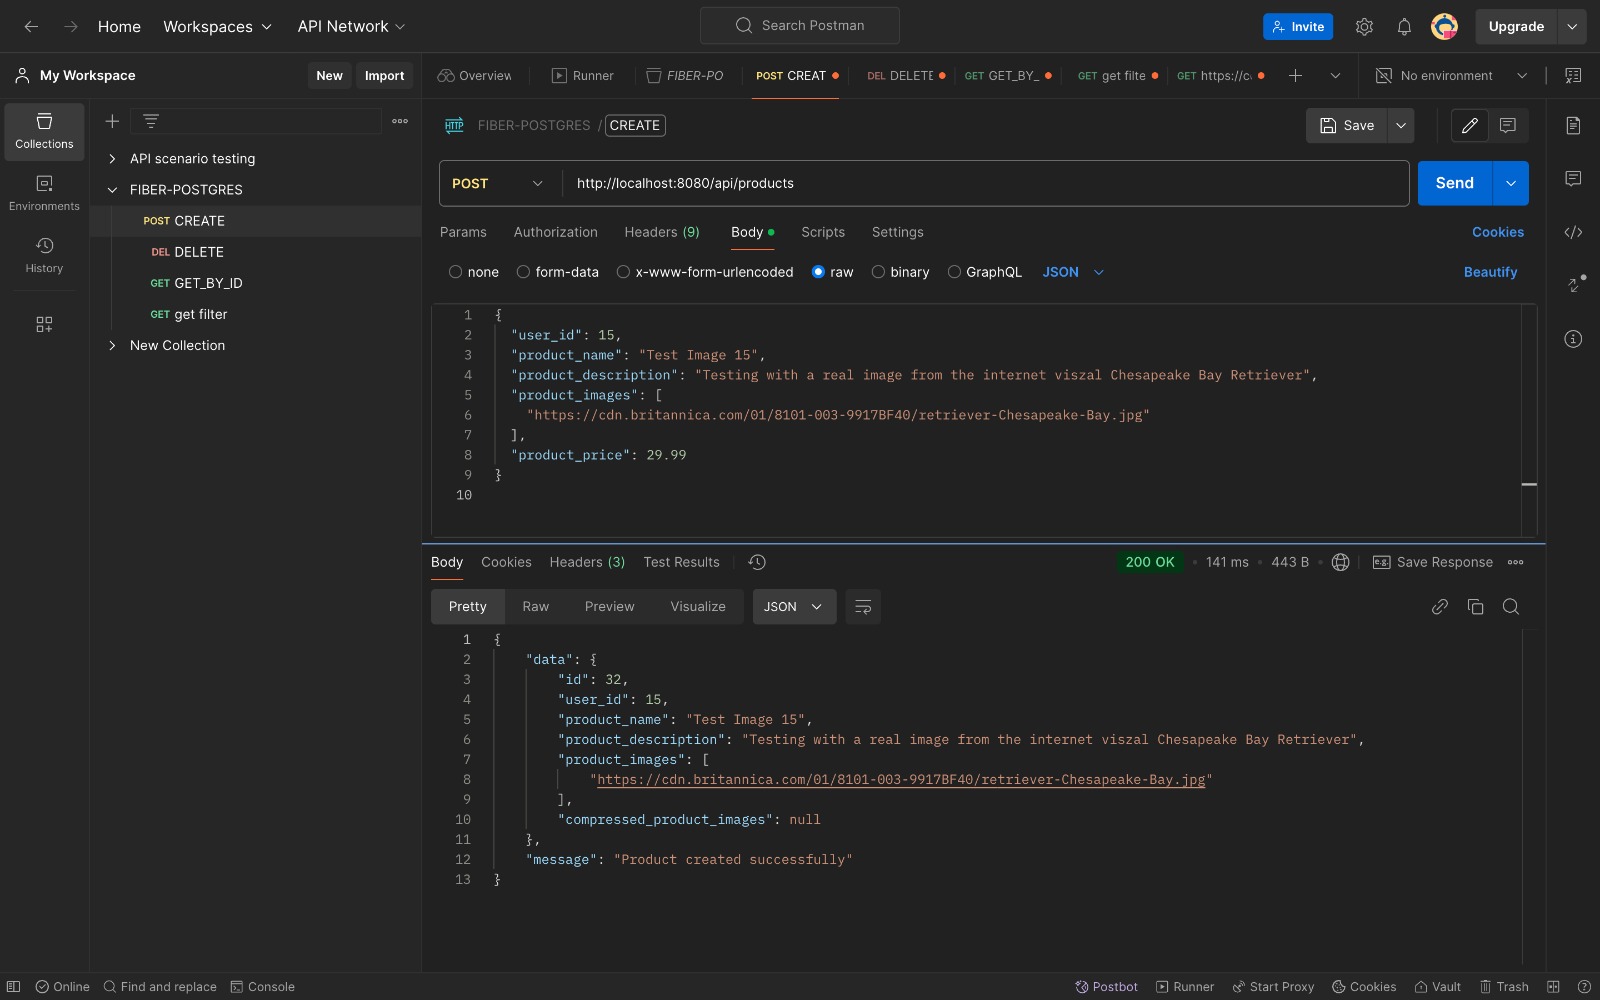 Home Workspaces API Network Search Postman Invite Upgrade
My Workspace New Import Overview Runner FIBER-PO POST CREAT DEL DELETE GET GET_BY_ GET get filte GET https://c No environment
Collections
Environments
History
API scenario testing
FIBER-POSTGRES
POST CREATE
DEL DELETE
GET GET_BY_ID
GET get filter
New Collection
HTTP FIBER-POSTGRES / CREATE Save
POST http://localhost:8080/api/products Send
Params Authorization Headers (9) Body Scripts Settings Cookies
none form-data x-www-form-urlencoded raw binary GraphQL JSON Beautify
1 {
2 "user_id": 15,
3 "product_name": "Test Image 15",
4 "product_description": "Testing with a real image from the internet viszal Chesapeake Bay Retriever",
5 "product_images": [
6 "https://cdn.britannica.com/01/8101-003-9917BF40/retriever-Chesapeake-Bay.jpg"
7 ],
8 "product_price": 29.99
9 }
10
Body Cookies Headers (3) Test Results 200 OK • 141 ms • 443 B • e.g. Save Response
Pretty Raw Preview Visualize JSON
1 {
2 "data": {
3 "id": 32,
4 "user_id": 15,
5 "product_name": "Test Image 15",
6 "product_description": "Testing with a real image from the internet viszal Chesapeake Bay Retriever",
7 "product_images": [
8 "https://cdn.britannica.com/01/8101-003-9917BF40/retriever-Chesapeake-Bay.jpg"
9 ],
10 "compressed_product_images": null
11 },
12 "message": "Product created successfully"
13 }
Online Find and replace Console Postbot Runner Start Proxy Cookies Vault Trash